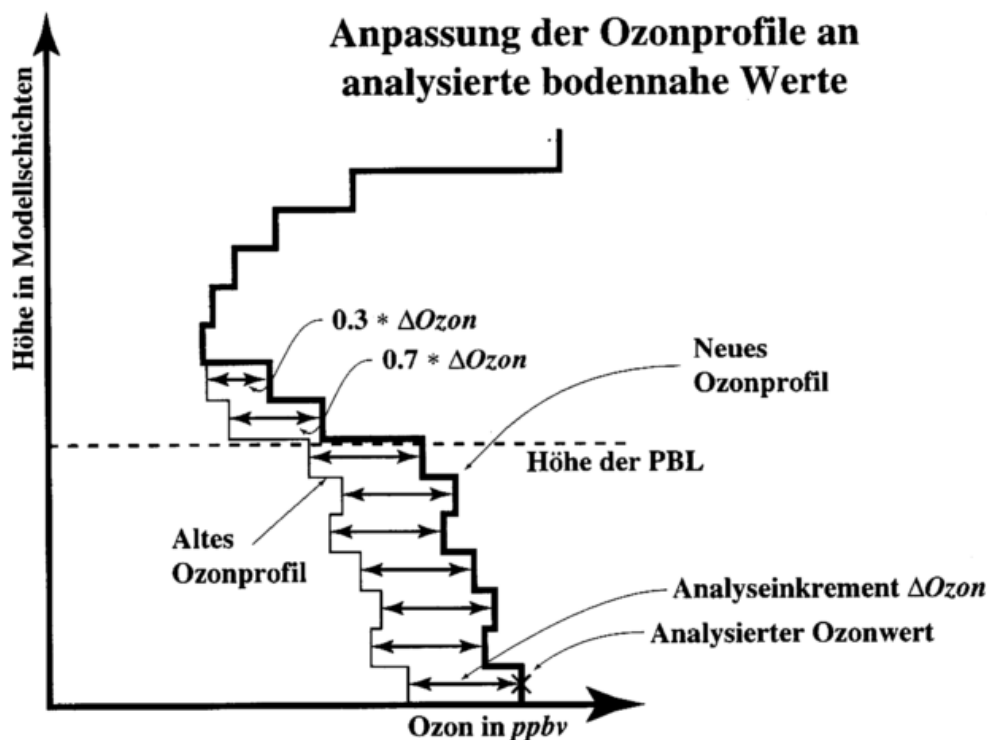 Anpassung der Ozonprofile an
analysierte bodennahe Werte
Höhe in Modellschichten
0.3 * ΔOzon
0.7 * ΔOzon
Neues
Ozonprofil
Höhe der PBL
Altes
Ozonprofil
Analyseinkrement ΔOzon
Analysierter Ozonwert
Ozon in ppbv